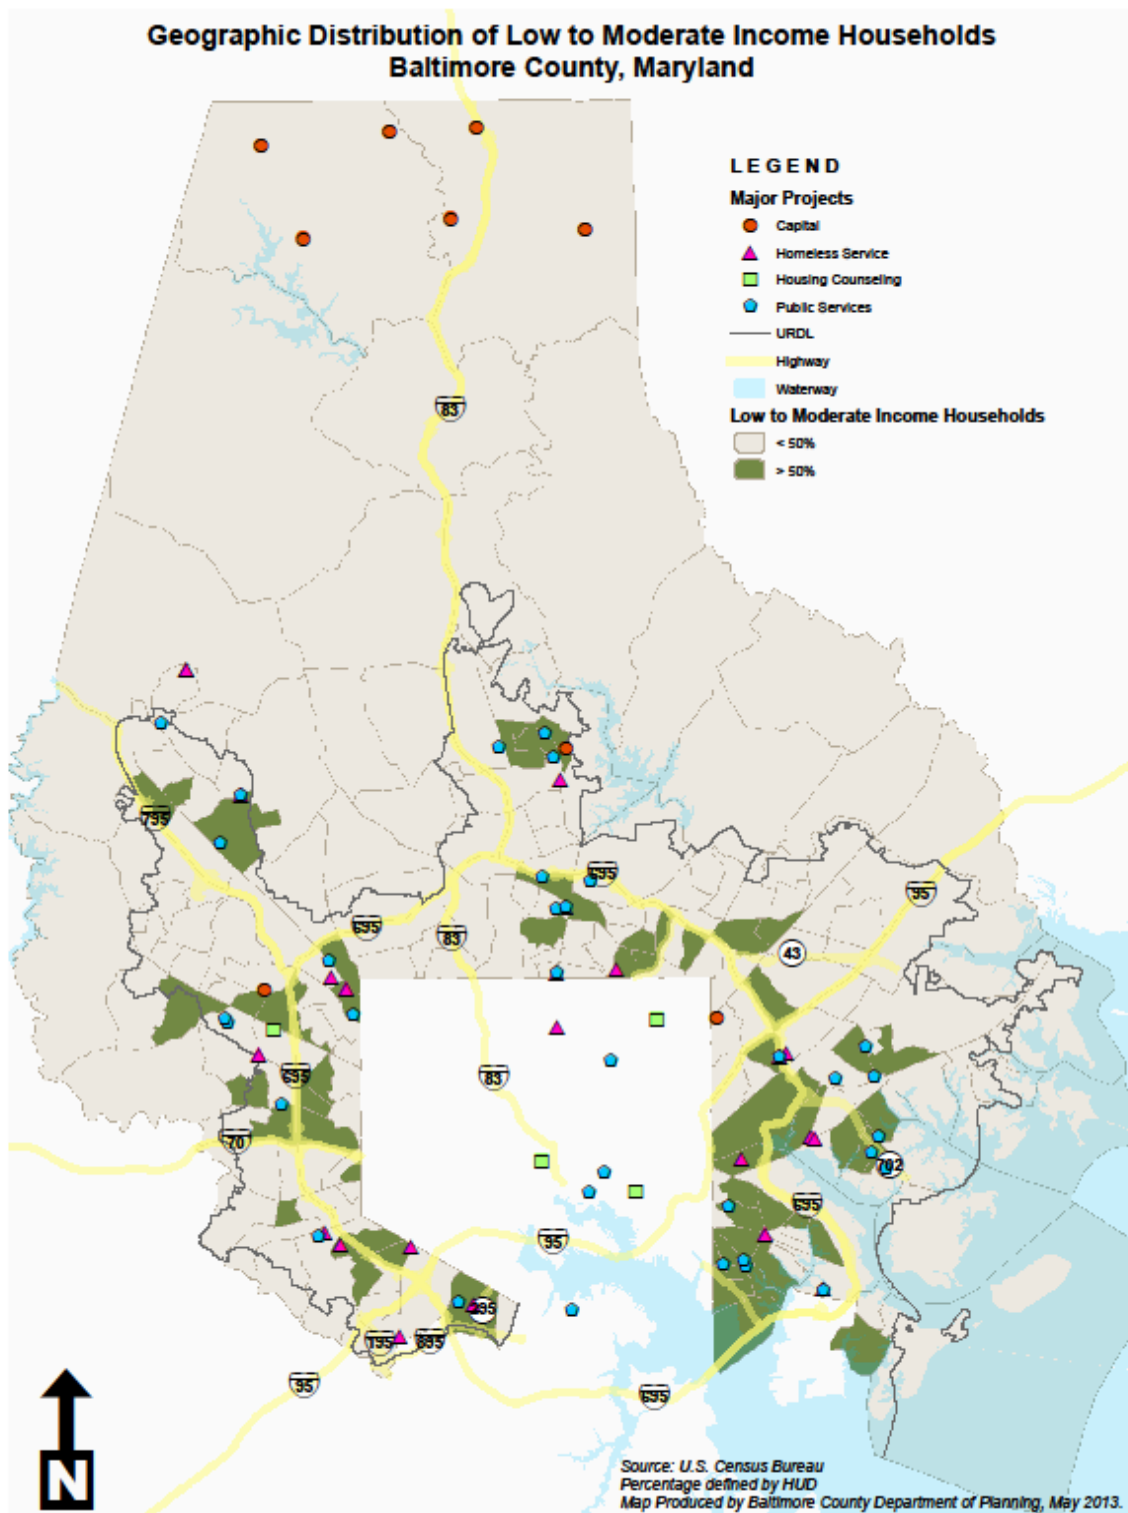 Geographic Distribution of Low to Moderate Income Households
Baltimore County, Maryland
LEGEND
Major Projects
Capital
Homeless Service
Housing Counseling
Public Services
URDL
Highway
Waterway
Low to Moderate Income Households
< 50%
> 50%
83
795
695
695
95
83
43
83
695
70
702
695
95
295
195
895
95
695
N
Source: U.S. Census Bureau
Percentage defined by HUD
Map Produced by Baltimore County Department of Planning, May 2013.